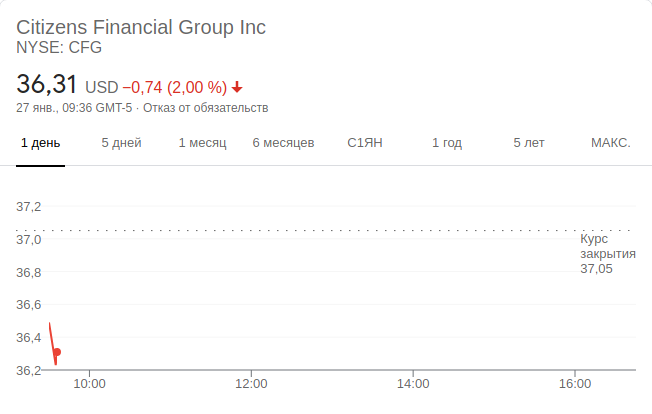 Citizens Financial Group Inc
NYSE: CFG
36,31 USD −0,74 (2,00 %)
27 янв., 09:36 GMT-5 · Отказ от обязательств
1 день 5 дней 1 месяц 6 месяцев С1ЯН 1 год 5 лет МАКС.
37,2
37,0
Курс
закрытия
37,05
36,8
36,6
36,4
36,2
10:00 12:00 14:00 16:00